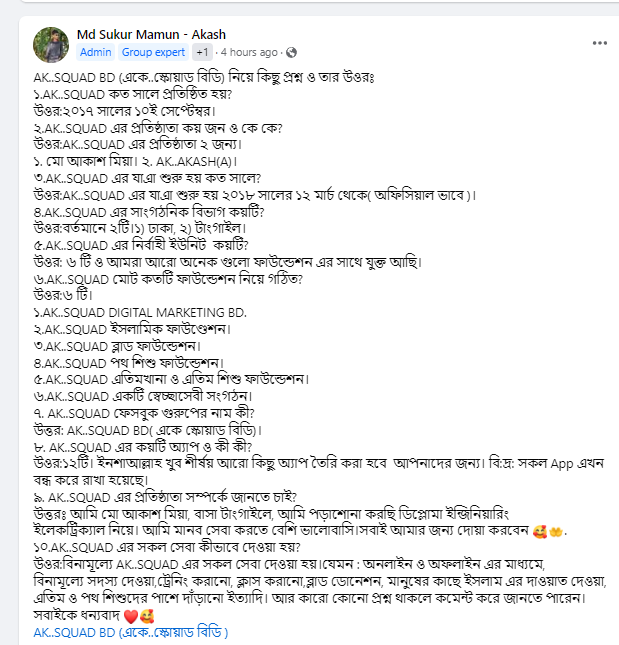 Md Sukur Mamun - Akash
Admin Group expert +1 · 4 hours ago ·
AK..SQUAD BD (একে..স্কোয়াড বিডি) নিয়ে কিছু প্রশ্ন ও তার উওরঃ
১.AK..SQUAD কত সালে প্রতিষ্ঠিত হয়?
উওর:২০১৭ সালের ১০ই সেপ্টেম্বর।
২.AK..SQUAD এর প্রতিষ্ঠাতা কয় জন ও কে কে?
উওর:AK..SQUAD এর প্রতিষ্ঠাতা ২ জন্য।
১. মো আকাশ মিয়া। ২. AK..AKASH(A)।
৩.AK..SQUAD এর যাএা শুরু হয় কত সালে?
উওর:AK..SQUAD এর যাএা শুরু হয় ২০১৮ সালের ১২ মার্চ থেকে( অফিসিয়াল ভাবে )।
৪.AK..SQUAD এর সাংগঠনিক বিভাগ কয়টি?
উওর:বর্তমানে ২টি।১) ঢাকা, ২) টাংগাইল।
৫.AK..SQUAD এর নির্বাহী ইউনিট কয়টি?
উওর: ৬ টি ও আমরা আরো অনেক গুলো ফাউন্ডেশন এর সাথে যুক্ত আছি।
৬.AK..SQUAD মোট কতটি ফাউন্ডেশন নিয়ে গঠিত?
উওর:৬ টি।
১.AK..SQUAD DIGITAL MARKETING BD.
২.AK..SQUAD ইসলামিক ফাউণ্ডেশন।
৩.AK..SQUAD ব্লাড ফাউন্ডেশন।
৪.AK..SQUAD পথ শিশু ফাউন্ডেশন।
৫.AK..SQUAD এতিমখানা ও এতিম শিশু ফাউন্ডেশন।
৬.AK..SQUAD একটি স্বেচ্ছাসেবী সংগঠন।
৭. AK..SQUAD ফেসবুক গুরুপের নাম কী?
উত্তর: AK..SQUAD BD( একে স্কোয়াড বিডি)।
৮. AK..SQUAD এর কয়টি অ্যাপ ও কী কী?
উওর:১২টি। ইনশাআল্লাহ খুব শীর্ষয় আরো কিছু অ্যাপ তৈরি করা হবে আপনাদের জন্য। বি:দ্র: সকল App এখন
বন্ধ করে রাখা হয়েছে।
৯. AK..SQUAD এর প্রতিষ্ঠাতা সম্পর্কে জানতে চাই?
উত্তরঃ আমি মো আকাশ মিয়া, বাসা টাংগাইলে, আমি পড়াশোনা করছি ডিপ্লোমা ইন্জিনিয়ারিং
ইলেকট্রিক্যাল নিয়ে। আমি মানব সেবা করতে বেশি ভালোবাসি।সবাই আমার জন্য দোয়া করবেন 🥰🤲.
১০.AK..SQUAD এর সকল সেবা কীভাবে দেওয়া হয়?
উওর:বিনামূল্যে AK..SQUAD এর সকল সেবা দেওয়া হয়।যেমন : অনলাইন ও অফলাইন এর মাধ্যমে,
বিনামূল্যে সদস্য দেওয়া,ট্রেনিং করানো, ক্লাস করানো,ব্লাড ডোনেশন, মানুষের কাছে ইসলাম এর দাওয়াত দেওয়া,
এতিম ও পথ শিশুদের পাশে দাঁড়ানো ইত্যাদি। আর কারো কোনো প্রশ্ন থাকলে কমেন্ট করে জানতে পারেন।
সবাইকে ধন্যবাদ ❤️🥰
AK..SQUAD BD (একে..স্কোয়াড বিডি )